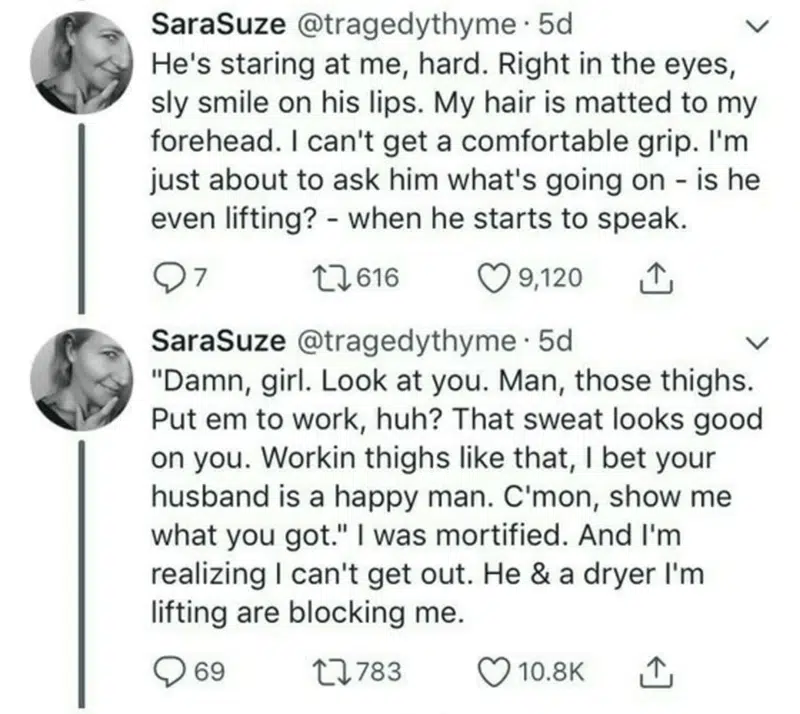 SaraSuze @tragedythyme · 5d
He's staring at me, hard. Right in the eyes,
sly smile on his lips. My hair is matted to my
forehead. I can't get a comfortable grip. I'm
just about to ask him what's going on - is he
even lifting? - when he starts to speak.
7 616 9,120
SaraSuze @tragedythyme · 5d
"Damn, girl. Look at you. Man, those thighs.
Put em to work, huh? That sweat looks good
on you. Workin thighs like that, I bet your
husband is a happy man. C'mon, show me
what you got." I was mortified. And I'm
realizing I can't get out. He & a dryer I'm
lifting are blocking me.
69 783 10.8K